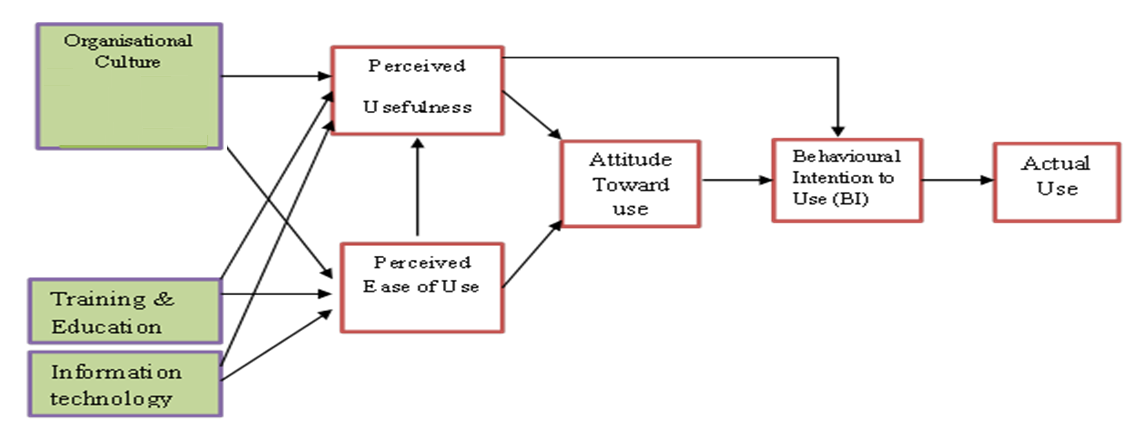 Organisational
Culture
Perceived
Usefulness
Attitude
Toward
use
Behavioural
Intention to
Use (BI)
Actual
Use
Perceived
Ease of Use
Training &
Education
Information
technology